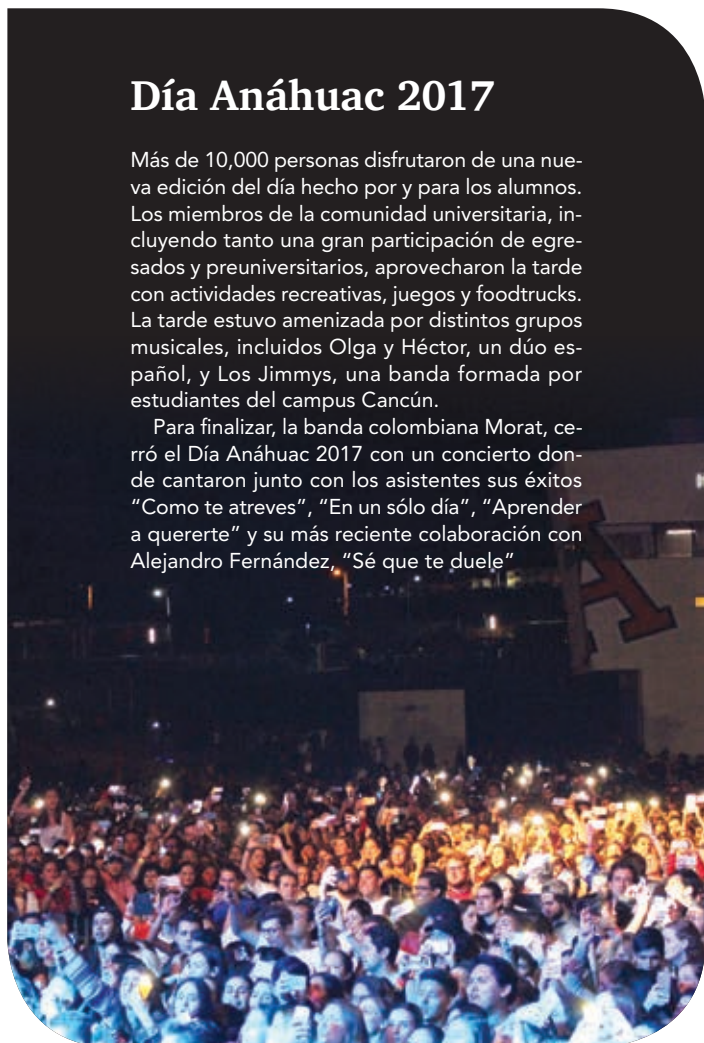 Día Anáhuac 2017
Más de 10,000 personas disfrutaron de una nue-
va edición del día hecho por y para los alumnos.
Los miembros de la comunidad universitaria, in-
cluyendo tanto una gran participación de egre-
sados y preuniversitarios, aprovecharon la tarde
con actividades recreativas, juegos y foodtrucks.
La tarde estuvo amenizada por distintos grupos
musicales, incluidos Olga y Héctor, un dúo es-
pañol, y Los Jimmys, una banda formada por
estudiantes del campus Cancún.
Para finalizar, la banda colombiana Morat, ce-
rró el Día Anáhuac 2017 con un concierto don-
de cantaron junto con los asistentes sus éxitos
“Como te atreves”, “En un sólo día”, “Aprender
a quererte” y su más reciente colaboración con
Alejandro Fernández, “Sé que te duele”
A